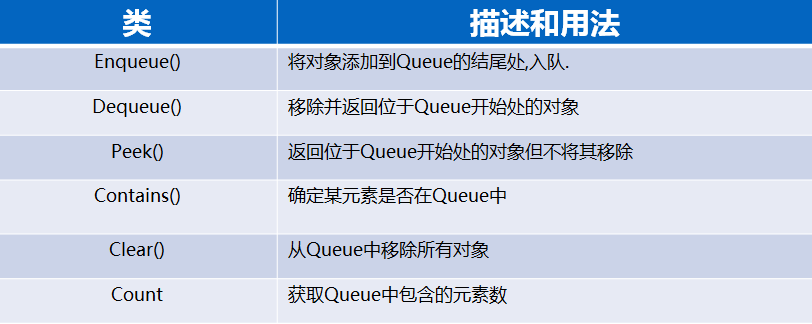 类 描述和用法
Enqueue() 将对象添加到Queue的结尾处,入队.
Dequeue() 移除并返回位于Queue开始处的对象
Peek() 返回位于Queue开始处的对象但不将其移除
Contains() 确定某元素是否在Queue中
Clear() 从Queue中移除所有对象
Count 获取Queue中包含的元素数